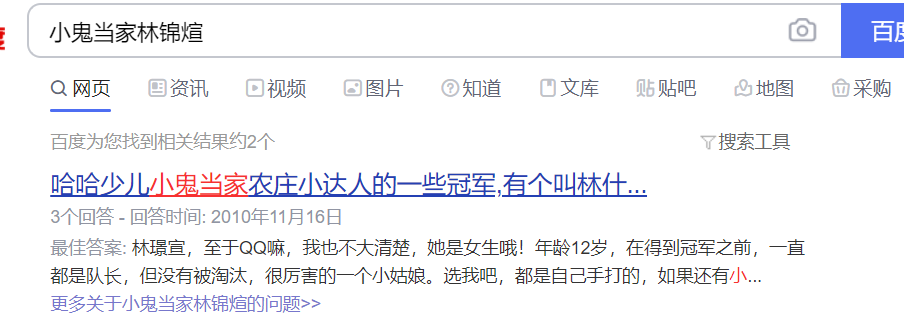 小鬼当家林锦煊
百度
网页 资讯 视频 图片 知道 文库 贴吧 地图 采购
百度为您找到相关结果约2个 搜索工具
哈哈少儿小鬼当家农庄小达人的一些冠军,有个叫林什...
3个回答 - 回答时间: 2010年11月16日
最佳答案: 林璟宣，至于QQ嘛，我也不大清楚，她是女生哦！年龄12岁，在得到冠军之前，一直
都是队长，但没有被淘汰，很厉害的一个小姑娘。选我吧，都是自己手打的，如果还有小...
更多关于小鬼当家林锦煊的问题>>